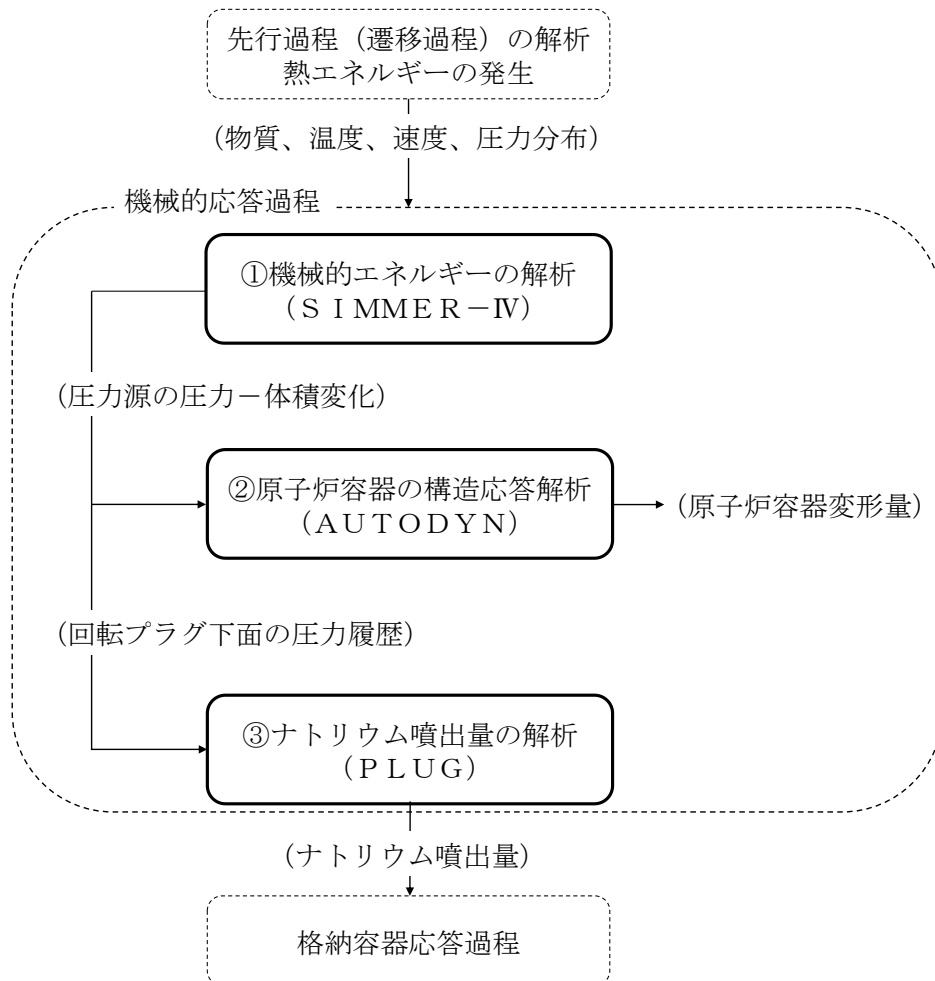 先行過程（遷移過程）の解析
熱エネルギーの発生
（物質、温度、速度、圧力分布）
機械的応答過程
①機械的エネルギーの解析
（ＳＩＭＭＥＲ－Ⅳ）
（圧力源の圧力－体積変化）
②原子炉容器の構造応答解析
（ＡＵＴＯＤＹＮ）
（原子炉容器変形量）
（回転プラグ下面の圧力履歴）
③ナトリウム噴出量の解析
（ＰＬＵＧ）
（ナトリウム噴出量）
格納容器応答過程